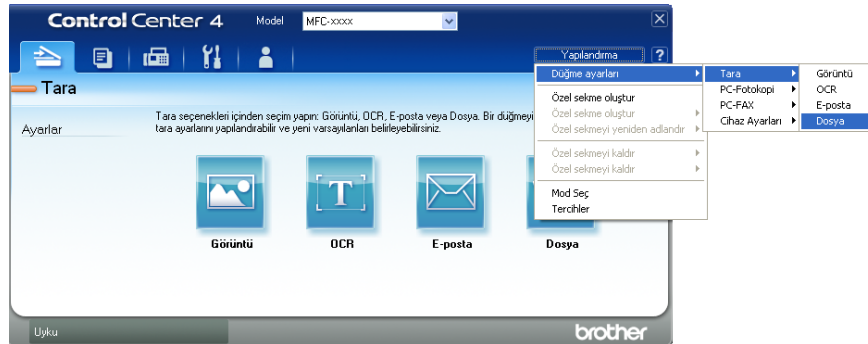 Control Center 4 Model MFC-xxxx
Yapılandırma ?
Tara
Ayarlar
Tara seçenekleri içinden seçim yapın: Görüntü, OCR, E-posta veya Dosya. Bir düğmeyi
tara ayarlarını yapılandırabilir ve yeni varsayılanları belirleyebilirsiniz.
Görüntü OCR E-posta Dosya
Düğme ayarları
Özel sekme oluştur
Özel sekme oluştur
Özel sekmeyi yeniden adlandır
Özel sekmeyi kaldır
Özel sekmeyi kaldır
Mod Seç
Tercihler
Tara
PC-Fotokopi
PC-FAX
Cihaz Ayarları
Görüntü
OCR
E-posta
Dosya
Uyku
brother